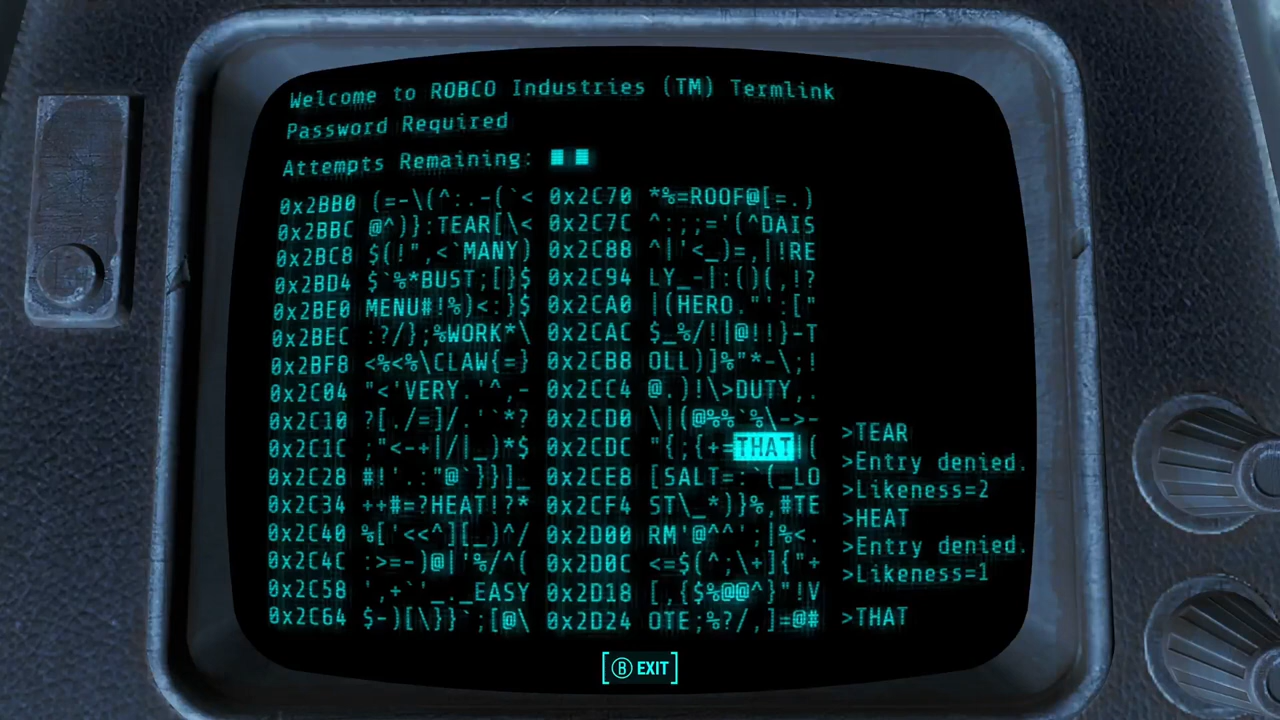 Welcome to ROBCO Industries (TM) Termlink
Password Required
Attempts Remaining: ■ ■
0x2BB0 (=-\(^:.-(`< 0x2C70 *%=ROOF@[=.)
0x2BBC @^)}:TEAR[\< 0x2C7C ^:;;='(^DAIS
0x2BC8 $(!",<`MANY) 0x2C88 ^|'<_)=,|!RE
0x2BD4 $`%*BUST;[}$ 0x2C94 LY_-|:()(,!?
0x2BE0 MENU#!%)<:}$ 0x2CA0 |(HERO."':["
0x2BEC :?/};%WORK*\ 0x2CAC $_%/!|@!!}-T
0x2BF8 <%<%\CLAW{=} 0x2CB8 OLL)]%"*-\;!
0x2C04 "<'VERY.'^,- 0x2CC4 @.)!\>DUTY,.
0x2C10 ?[./=]/.'`*? 0x2CD0 \|(@%%`%\->-
0x2C1C ;"<-+|/|_)*$ 0x2CDC "{;{+=THAT|(
0x2C28 #!'.:"@`}}]_ 0x2CE8 [SALT=:`(_LO
0x2C34 ++#=?HEAT!?* 0x2CF4 ST\_*)}%,#TE
0x2C40 %['<<^][_)^/ 0x2D00 RM'@^^';|%<.
0x2C4C :>=-)@|'%/^( 0x2D0C <=$(^;\+]{"+
0x2C58 ',+`'_._EASY 0x2D18 [,{$%@@^}"!V
0x2C64 $-)[\}}`;[@\ 0x2D24 OTE;%?/,]=@#
>TEAR
>Entry denied.
>Likeness=2
>HEAT
>Entry denied.
>Likeness=1
>THAT
Ⓑ EXIT